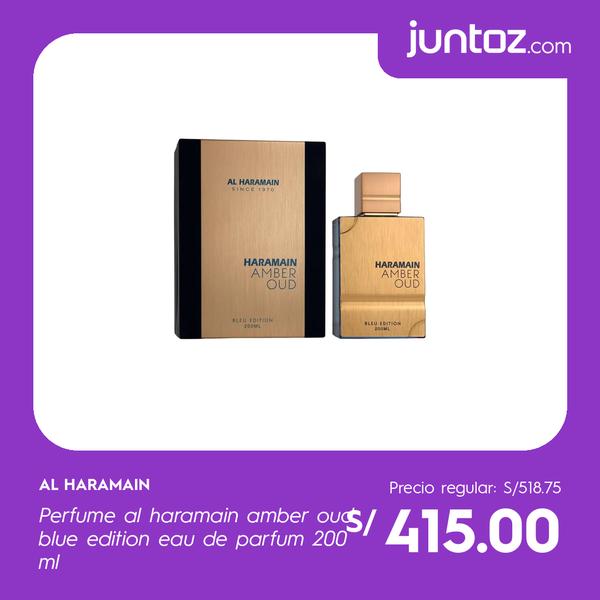 juntoz.com
AL HARAMAIN
SINCE 1970
HARAMAIN
AMBER
OUD
BLEU EDITION
200ML
HARAMAIN
AMBER
OUD
BLEU EDITION
200ML
AL HARAMAIN
Perfume al haramain amber oud
blue edition eau de parfum 200
ml
Precio regular: S/518.75
S/ 415.00